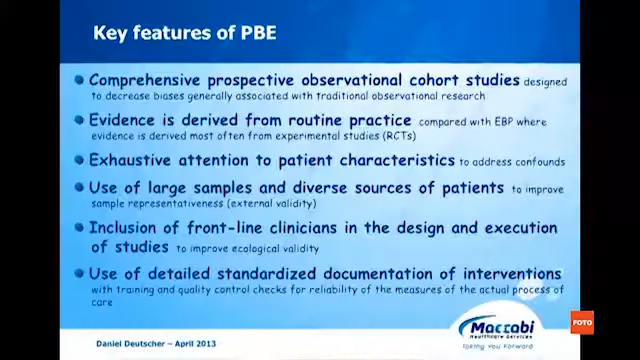 Key features of PBE
Comprehensive prospective observational cohort studies designed
to decrease biases generally associated with traditional observational research
Evidence is derived from routine practice compared with EBP where
evidence is derived most often from experimental studies (RCTs)
Exhaustive attention to patient characteristics to address confounds
Use of large samples and diverse sources of patients to improve
sample representativeness (external validity)
Inclusion of front-line clinicians in the design and execution
of studies to improve ecological validity
Use of detailed standardized documentation of interventions
with training and quality control checks for reliability of the measures of the actual process of
care
Maccabi
Healthcare Services
Taking You Forward
FOTO
Daniel Deutscher – April 2013